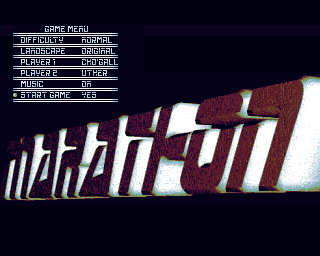 GAME MENU
DIFFICULTY NORMAL
LANDSCAPE ORIGINAL
PLAYER 1 CHO'GALL
PLAYER 2 UTHER
MUSIC ON
START GAME YES